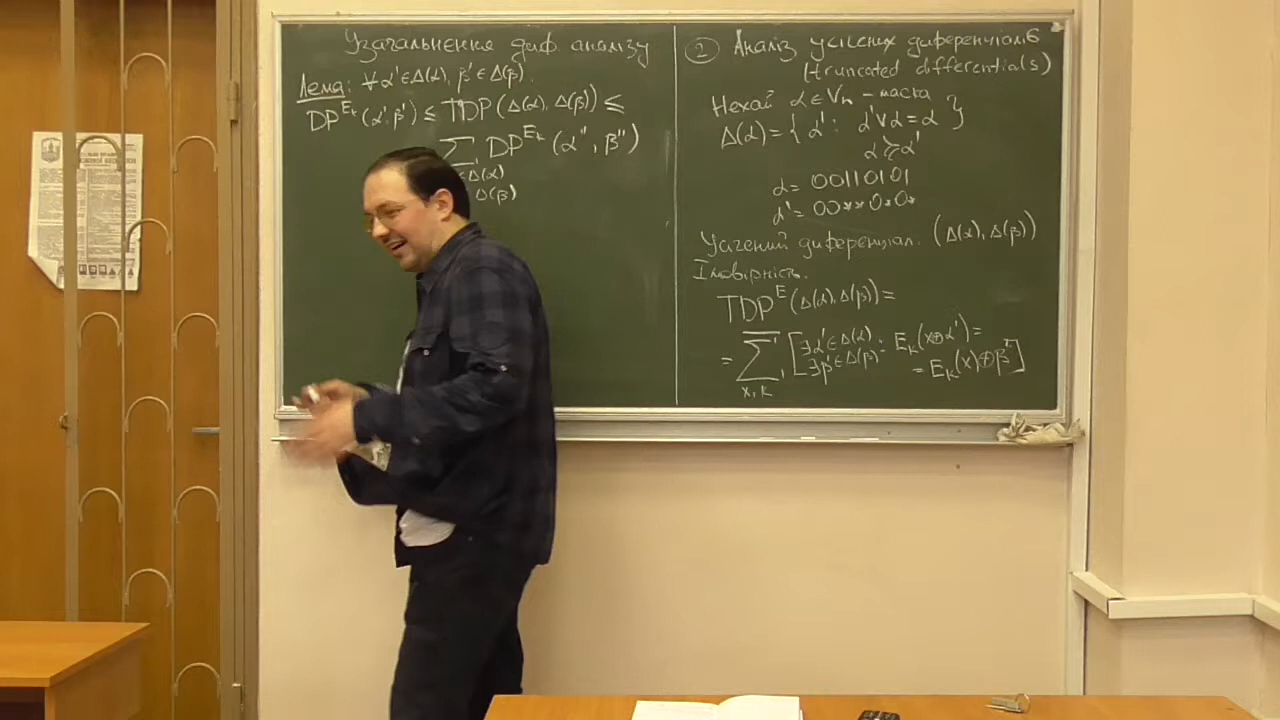 Узагальнення диф. аналізу
Лема: ∀ α' ∈ Δ(α), β' ∈ Δ(β).
DP^{E_k}(α', β') ≤ TDP(Δ(α), Δ(β)) ≤
∑ DP^{E_k}(α'', β'')
∈ Δ(α)
Δ(β)
② Аналіз усічених диференціалів
(truncated differentials)
Нехай α ∈ V_n – маска
Δ(α) = { α' : α' ∨ α = α }
α ≽ α'
α = 00110101
α' = 00**0*0*
Усічений диференціал. (Δ(α), Δ(β))
Імовірність.
TDP^E(Δ(α), Δ(β)) =
= ∑ [ ∃α' ∈ Δ(α) : E_k(x⊕α') =
∃β' ∈ Δ(β) = E_k(x)⊕β' ]
x, k